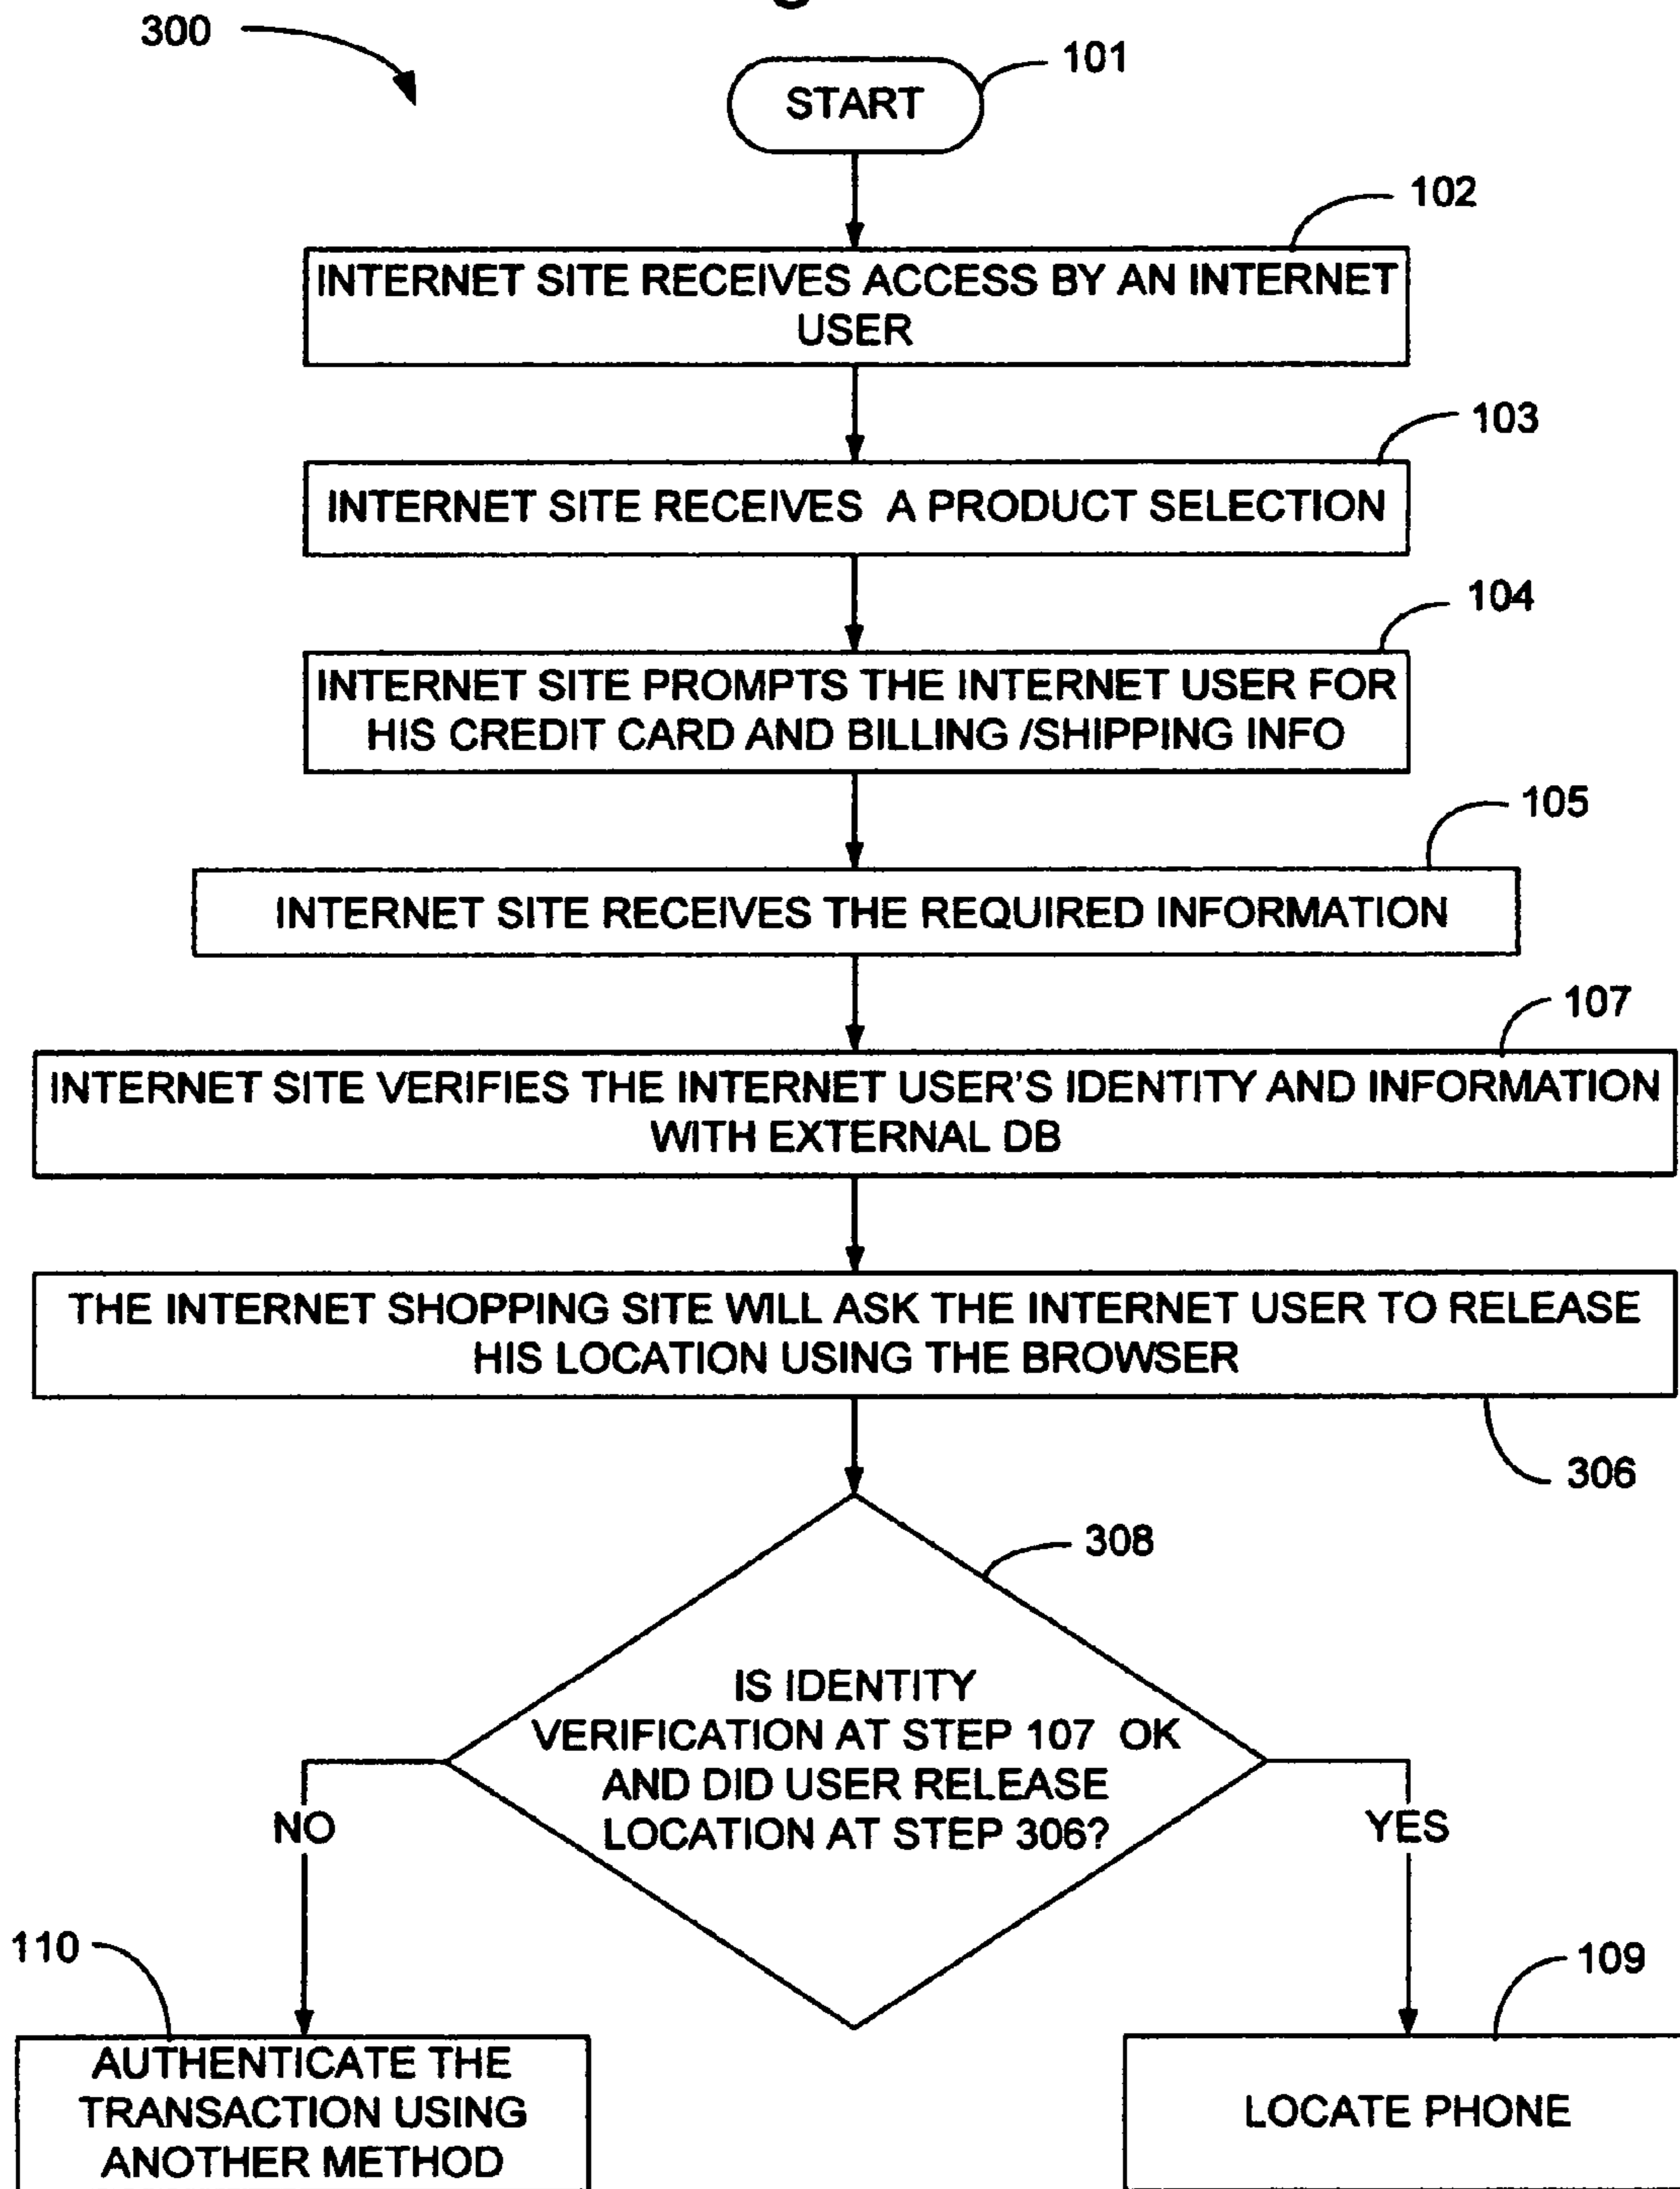 300
101
START
102
INTERNET SITE RECEIVES ACCESS BY AN INTERNET
USER
103
INTERNET SITE RECEIVES A PRODUCT SELECTION
104
INTERNET SITE PROMPTS THE INTERNET USER FOR
HIS CREDIT CARD AND BILLING /SHIPPING INFO
105
INTERNET SITE RECEIVES THE REQUIRED INFORMATION
107
INTERNET SITE VERIFIES THE INTERNET USER'S IDENTITY AND INFORMATION
WITH EXTERNAL DB
THE INTERNET SHOPPING SITE WILL ASK THE INTERNET USER TO RELEASE
HIS LOCATION USING THE BROWSER
306
308
IS IDENTITY
VERIFICATION AT STEP 107 OK
AND DID USER RELEASE
LOCATION AT STEP 306?
NO
YES
110
109
AUTHENTICATE THE
TRANSACTION USING
ANOTHER METHOD
LOCATE PHONE